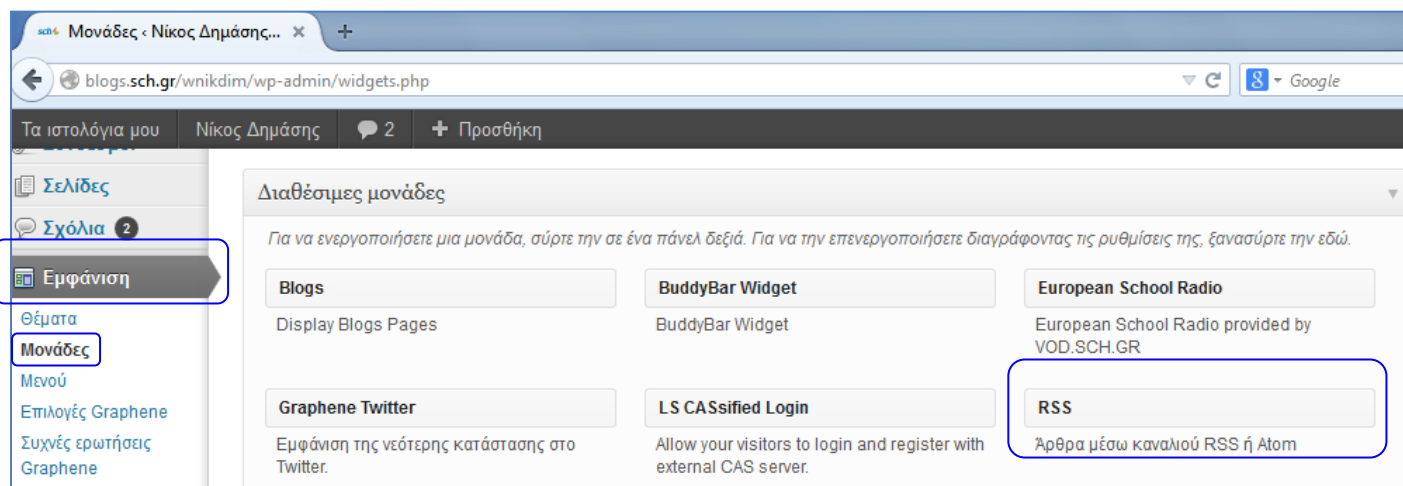 sch Μονάδες ‹ Νίκος Δημάσης... × +
blogs.sch.gr/wnikdim/wp-admin/widgets.php
8 Google
Τα ιστολόγια μου Νίκος Δημάσης 2 + Προσθήκη
Σελίδες
Σχόλια 2
Εμφάνιση
Θέματα
Μονάδες
Μενού
Επιλογές Graphene
Συχνές ερωτήσεις
Graphene
Διαθέσιμες μονάδες
Για να ενεργοποιήσετε μια μονάδα, σύρτε την σε ένα πάνελ δεξιά. Για να την επενεργοποιήσετε διαγράφοντας τις ρυθμίσεις της, ξανασύρτε την εδώ.
Blogs
Display Blogs Pages
BuddyBar Widget
BuddyBar Widget
European School Radio
European School Radio provided by
VOD.SCH.GR
Graphene Twitter
Εμφάνιση της νεότερης κατάστασης στο
Twitter.
LS CASsified Login
Allow your visitors to login and register with
external CAS server.
RSS
Άρθρα μέσω καναλιού RSS ή Atom